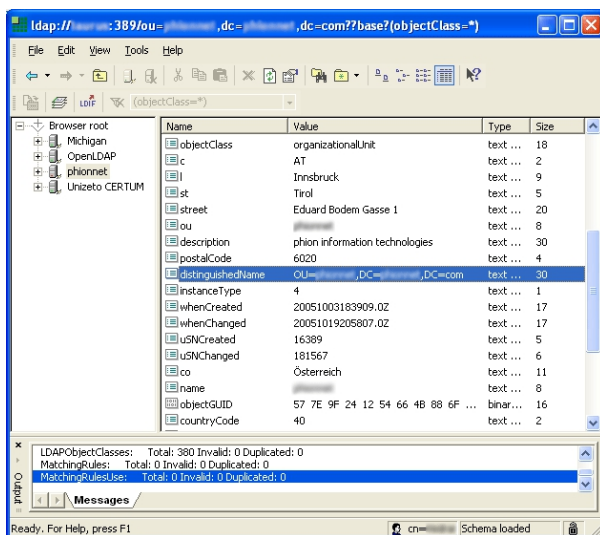 ldap:// :389/ou= ,dc= ,dc=com??base?(objectClass=*)
File Edit View Tools Help
LDIF (objectClass=*)
Browser root
Michigan
OpenLDAP
phionnet
Unizeto CERTUM
Name Value Type Size
objectClass organizationalUnit text ... 18
c AT text ... 2
l Innsbruck text ... 9
st Tirol text ... 5
street Eduard Bodem Gasse 1 text ... 20
ou text ... 8
description phion information technologies text ... 30
postalCode 6020 text ... 4
distinguishedName OU= ,DC= ,DC=com text ... 30
instanceType 4 text ... 1
whenCreated 20051003183909.0Z text ... 17
whenChanged 20051019205807.0Z text ... 17
uSNCreated 16389 text ... 5
uSNChanged 181567 text ... 6
co Österreich text ... 11
name text ... 8
objectGUID 57 7E 9F 24 12 54 66 4B 88 6F ... binar... 16
countryCode 40 text ... 2
Output
LDAPObjectClasses: Total: 380 Invalid: 0 Duplicated: 0
MatchingRules: Total: 0 Invalid: 0 Duplicated: 0
MatchingRulesUse: Total: 0 Invalid: 0 Duplicated: 0
Messages
Ready. For Help, press F1 cn= Schema loaded